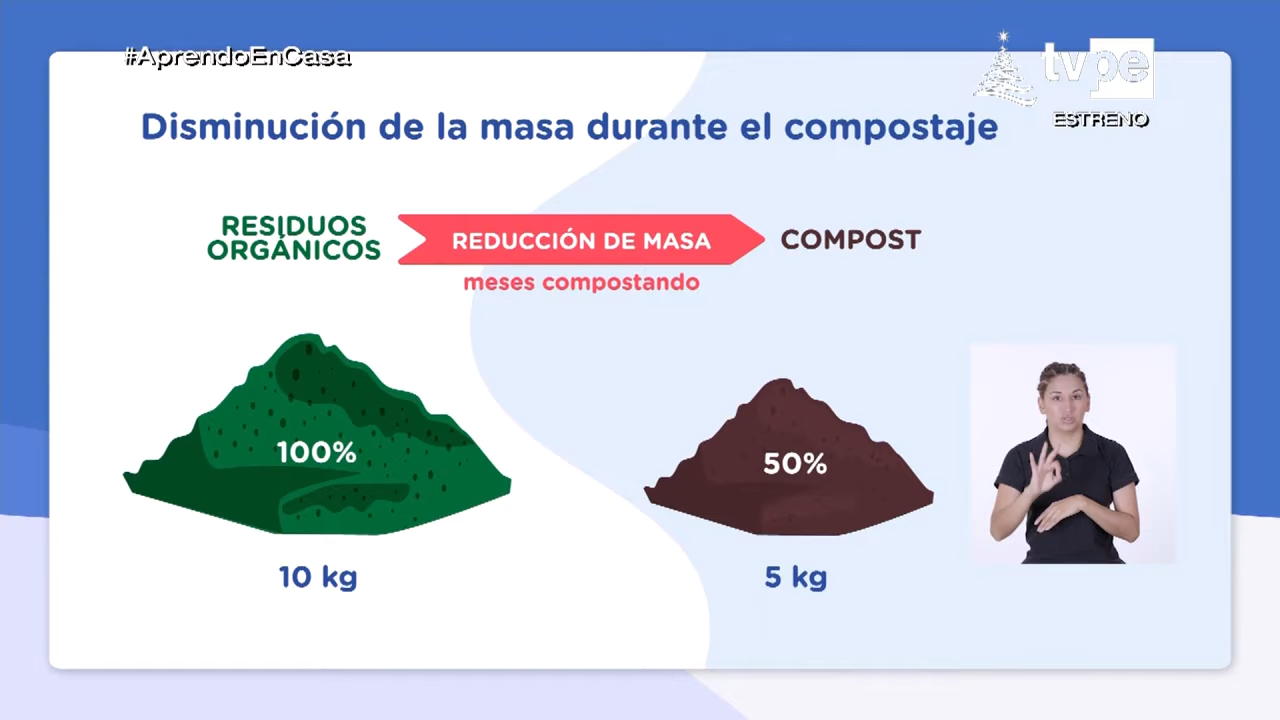 #AprendoEnCasa
tvpe
ESTRENO
Disminución de la masa durante el compostaje
RESIDUOS
ORGÁNICOS
REDUCCIÓN DE MASA
meses compostando
COMPOST
100%
50%
10 kg
5 kg